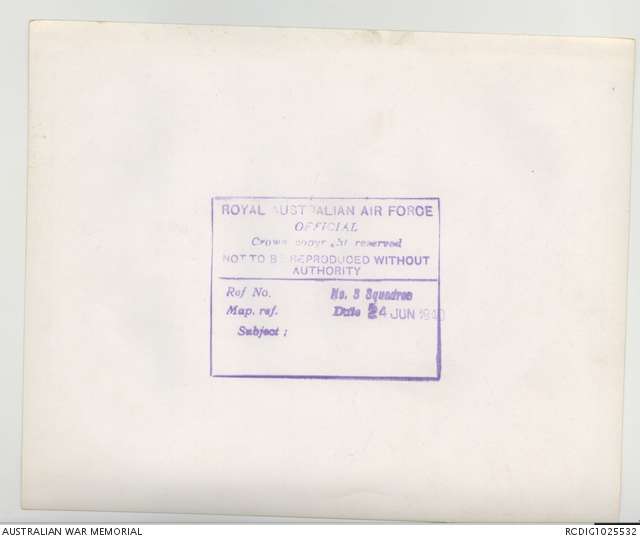 ROYAL AUSTRALIAN AIR FORCE
OFFICIAL
Crown copyright reserved
NOT TO BE REPRODUCED WITHOUT
AUTHORITY
Ref No. No. 3 Squadron
Map. ref. Date 24 JUN 1940
Subject :
AUSTRALIAN WAR MEMORIAL RCDIG1025532